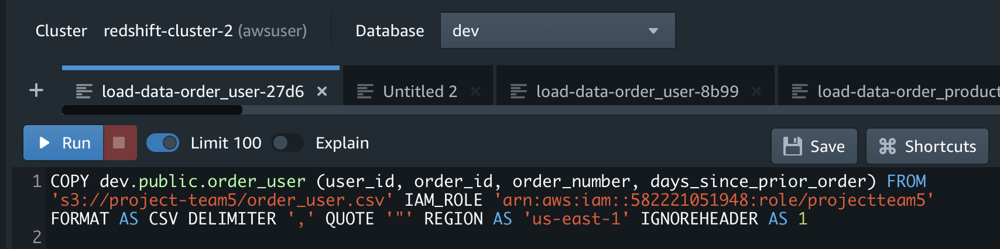 Cluster redshift-cluster-2 (awsuser) Database dev
+ load-data-order_user-27d6 × Untitled 2 × load-data-order_user-8b99 × load-data-order_product
Run Limit 100 Explain Save Shortcuts
1 COPY dev.public.order_user (user_id, order_id, order_number, days_since_prior_order) FROM
's3://project-team5/order_user.csv' IAM_ROLE 'arn:aws:iam::582221051948:role/projectteam5'
FORMAT AS CSV DELIMITER ',' QUOTE '"' REGION AS 'us-east-1' IGNOREHEADER AS 1
2